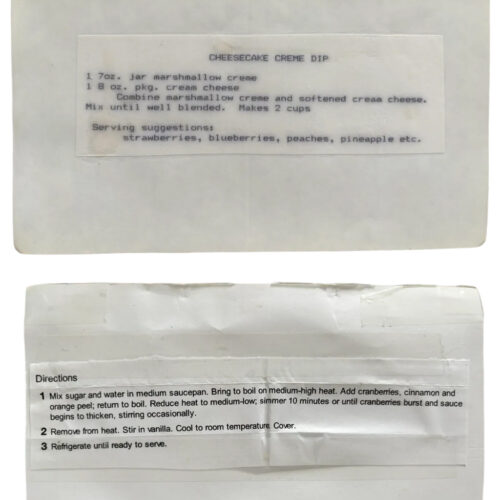 CHEESECAKE CREME DIP
1 7oz. jar marshmallow creme
1 8 oz. pkg. cream cheese
Combine marshmallow creme and softened cream cheese.
Mix until well blended. Makes 2 cups
Serving suggestions:
strawberries, blueberries, peaches, pineapple etc.
Directions
1 Mix sugar and water in medium saucepan. Bring to boil on medium-high heat. Add cranberries, cinnamon and
orange peel; return to boil. Reduce heat to medium-low; simmer 10 minutes or until cranberries burst and sauce
begins to thicken, stirring occasionally.
2 Remove from heat. Stir in vanilla. Cool to room temperature. Cover.
3 Refrigerate until ready to serve.